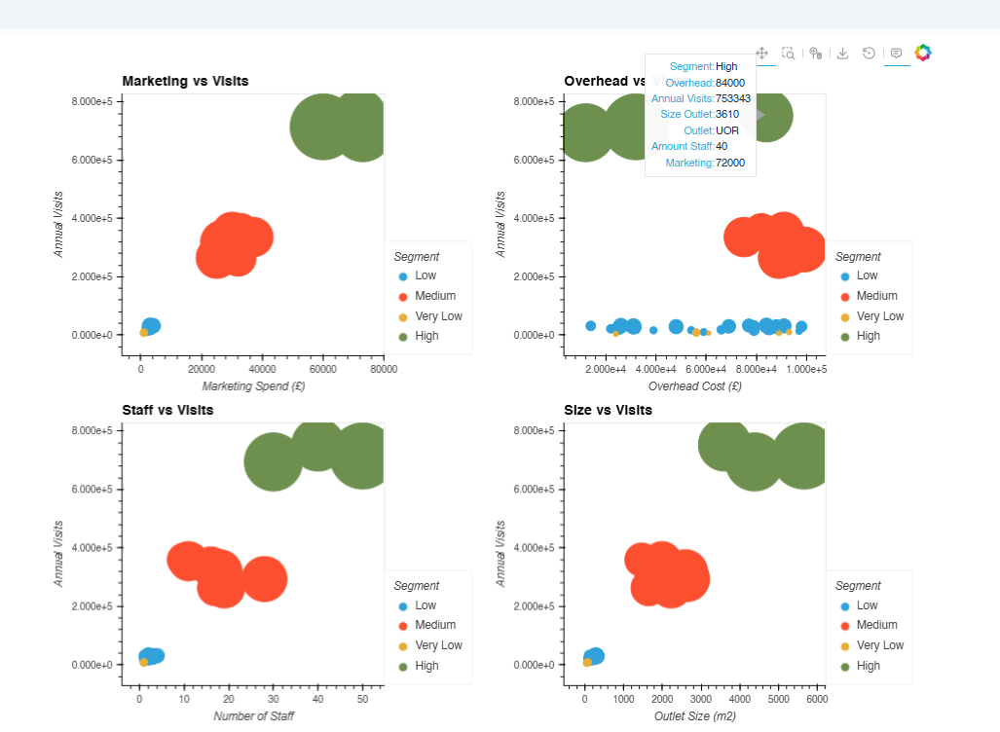 Marketing vs Visits
8.000e+5
6.000e+5
4.000e+5
2.000e+5
0.000e+0
Annual Visits
0 20000 40000 60000 80000
Marketing Spend (£)
Segment
Low
Medium
Very Low
High
Overhead vs
Segment:High
Overhead:84000
Annual Visits:753343
Size Outlet:3610
Outlet:UOR
Amount Staff:40
Marketing:72000
8.000e+5
6.000e+5
4.000e+5
2.000e+5
0.000e+0
Annual Visits
2.000e+4 4.000e+4 6.000e+4 8.000e+4 1.000e+5
Overhead Cost (£)
Segment
Low
Medium
Very Low
High
Staff vs Visits
8.000e+5
6.000e+5
4.000e+5
2.000e+5
0.000e+0
Annual Visits
0 10 20 30 40 50
Number of Staff
Segment
Low
Medium
Very Low
High
Size vs Visits
8.000e+5
6.000e+5
4.000e+5
2.000e+5
0.000e+0
Annual Visits
0 1000 2000 3000 4000 5000 6000
Outlet Size (m2)
Segment
Low
Medium
Very Low
High